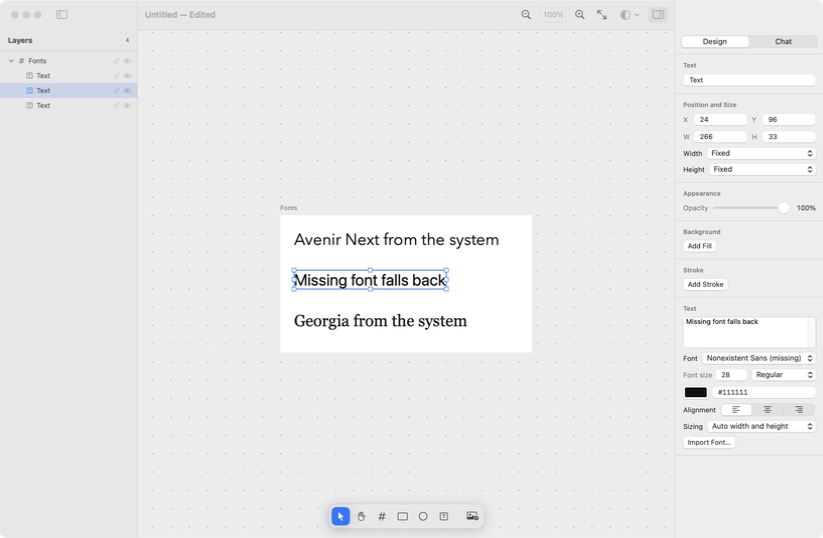 Untitled — Edited
100%
Layers
4
Fonts
Text
Text
Text
Fonts
Avenir Next from the system
Missing font falls back
Georgia from the system
Design
Chat
Text
Text
Position and Size
X 24 Y 96
W 266 H 33
Width Fixed
Height Fixed
Appearance
Opacity 100%
Background
Add Fill
Stroke
Add Stroke
Text
Missing font falls back
Font Nonexistent Sans (missing)
Font size 28 Regular
#111111
Alignment
Sizing Auto width and height
Import Font...